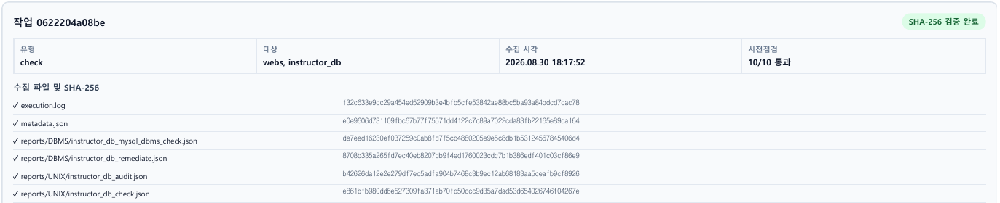 작업 0622204a08be
SHA-256 검증 완료
유형 대상 수집 시각 사전점검
check webs, instructor_db 2026.08.30 18:17:52 10/10 통과
수집 파일 및 SHA-256
✓ execution.log f32c633e9cc29a454ed52909b3e4bfb5cfe53842ae88bc5ba93a84bdcd7cac78
✓ metadata.json e0e9606d731109fbc67b77f75571dd4122c7c89a7022cda83fb22165e89da164
✓ reports/DBMS/instructor_db_mysql_dbms_check.json de7eed16230ef037259c0ab8fd7f5cb4880205e9e5c8db1b53124567845406d4
✓ reports/DBMS/instructor_db_remediate.json 8708b335a265fd7ec40eb8207db9f4ed1760023cdc7b1b386edf401c03cf86e9
✓ reports/UNIX/instructor_db_audit.json b42626da12e2e279df7ec5adfa904b7468c3b9ec12ab68183aa5ceafb9cf8926
✓ reports/UNIX/instructor_db_check.json e861bfb980dd6e527309fa371ab70fd50ccc9d35a7dad53d654026746f04267e